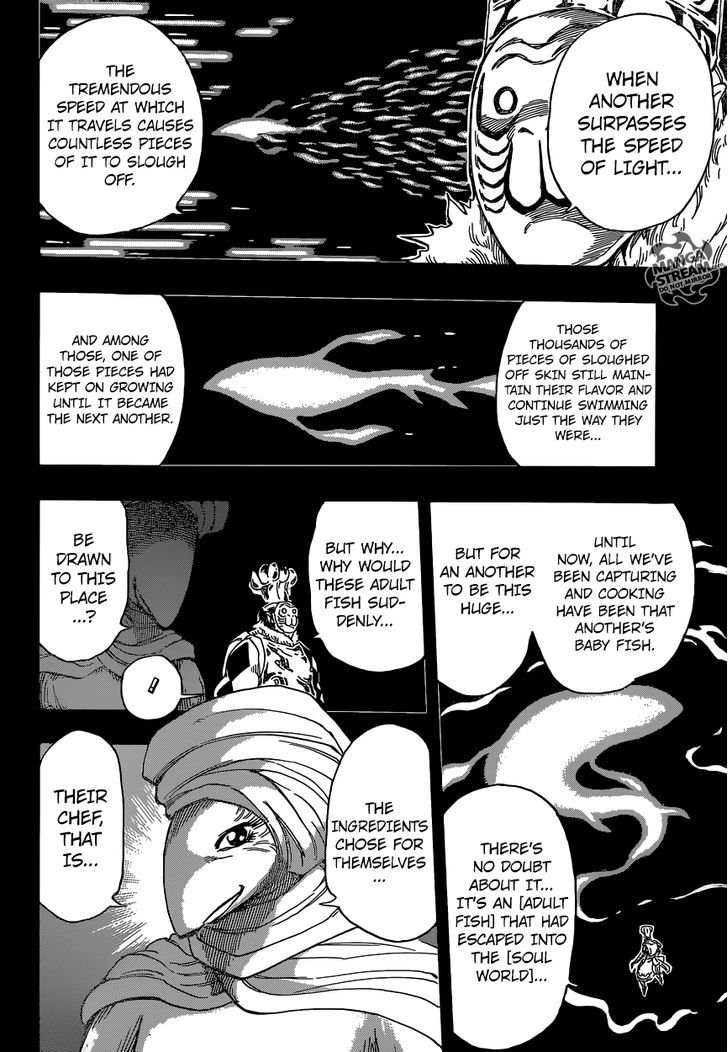 WHEN
ANOTHER
SURPASSES
THE SPEED
OF LIGHT...
THE
TREMENDOUS
SPEED AT WHICH
IT TRAVELS CAUSES
COUNTLESS PIECES
OF IT TO SLOUGH
OFF.
MANGA
STREAM
DO NOT MIRROR
THOSE
THOUSANDS OF
PIECES OF SLOUGHED
OFF SKIN STILL MAIN-
TAIN THEIR FLAVOR AND
CONTINUE SWIMMING
JUST THE WAY THEY
WERE...
AND AMONG
THOSE, ONE OF
THOSE PIECES HAD
KEPT ON GROWING
UNTIL IT BECAME
THE NEXT ANOTHER.
UNTIL
NOW, ALL WE'VE
BEEN CAPTURING
AND COOKING
HAVE BEEN THAT
ANOTHER'S
BABY FISH.
BUT FOR
AN ANOTHER
TO BE THIS
HUGE...
THERE'S
NO DOUBT
ABOUT IT...
IT'S AN [ADULT
FISH] THAT HAD
ESCAPED INTO
THE [SOUL
WORLD]...
BUT WHY...
WHY WOULD
THESE ADULT
FISH SUD-
DENLY...
BE
DRAWN
TO THIS
PLACE
...?
!
THE
INGREDIENTS
CHOSE FOR
THEMSELVES
...
THEIR
CHEF,
THAT
IS...